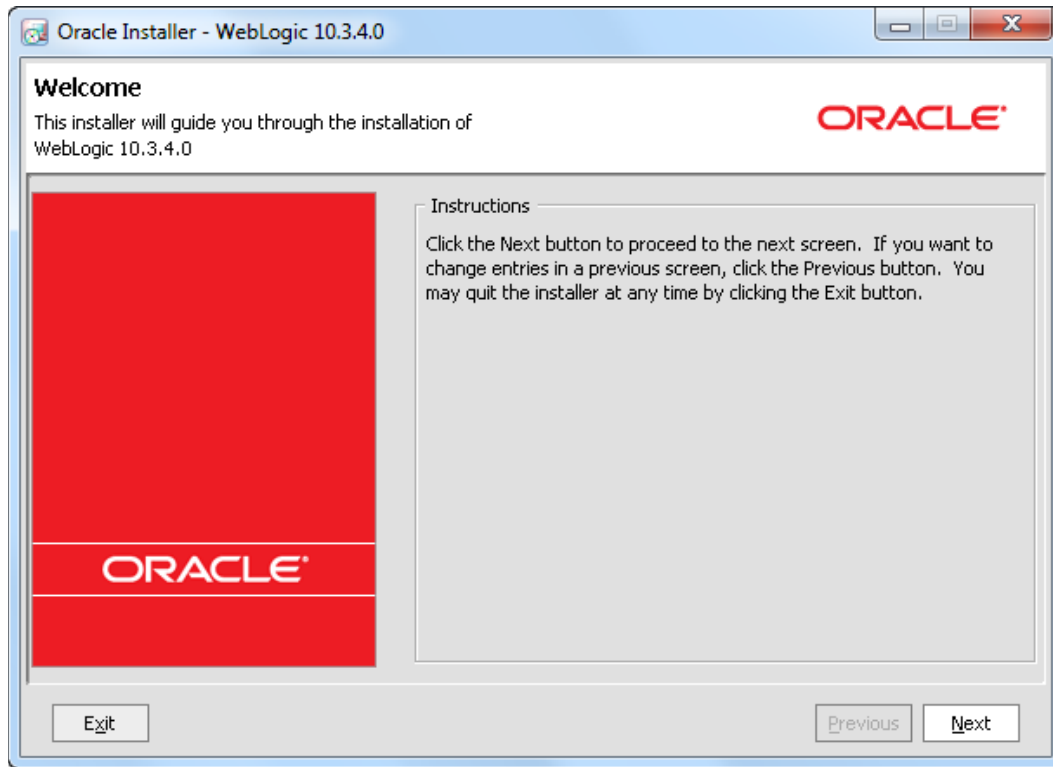 Oracle Installer - WebLogic 10.3.4.0
Welcome
This installer will guide you through the installation of
WebLogic 10.3.4.0
ORACLE
Instructions
Click the Next button to proceed to the next screen.  If you want to
change entries in a previous screen, click the Previous button.  You
may quit the installer at any time by clicking the Exit button.
ORACLE
Exit
Previous
Next